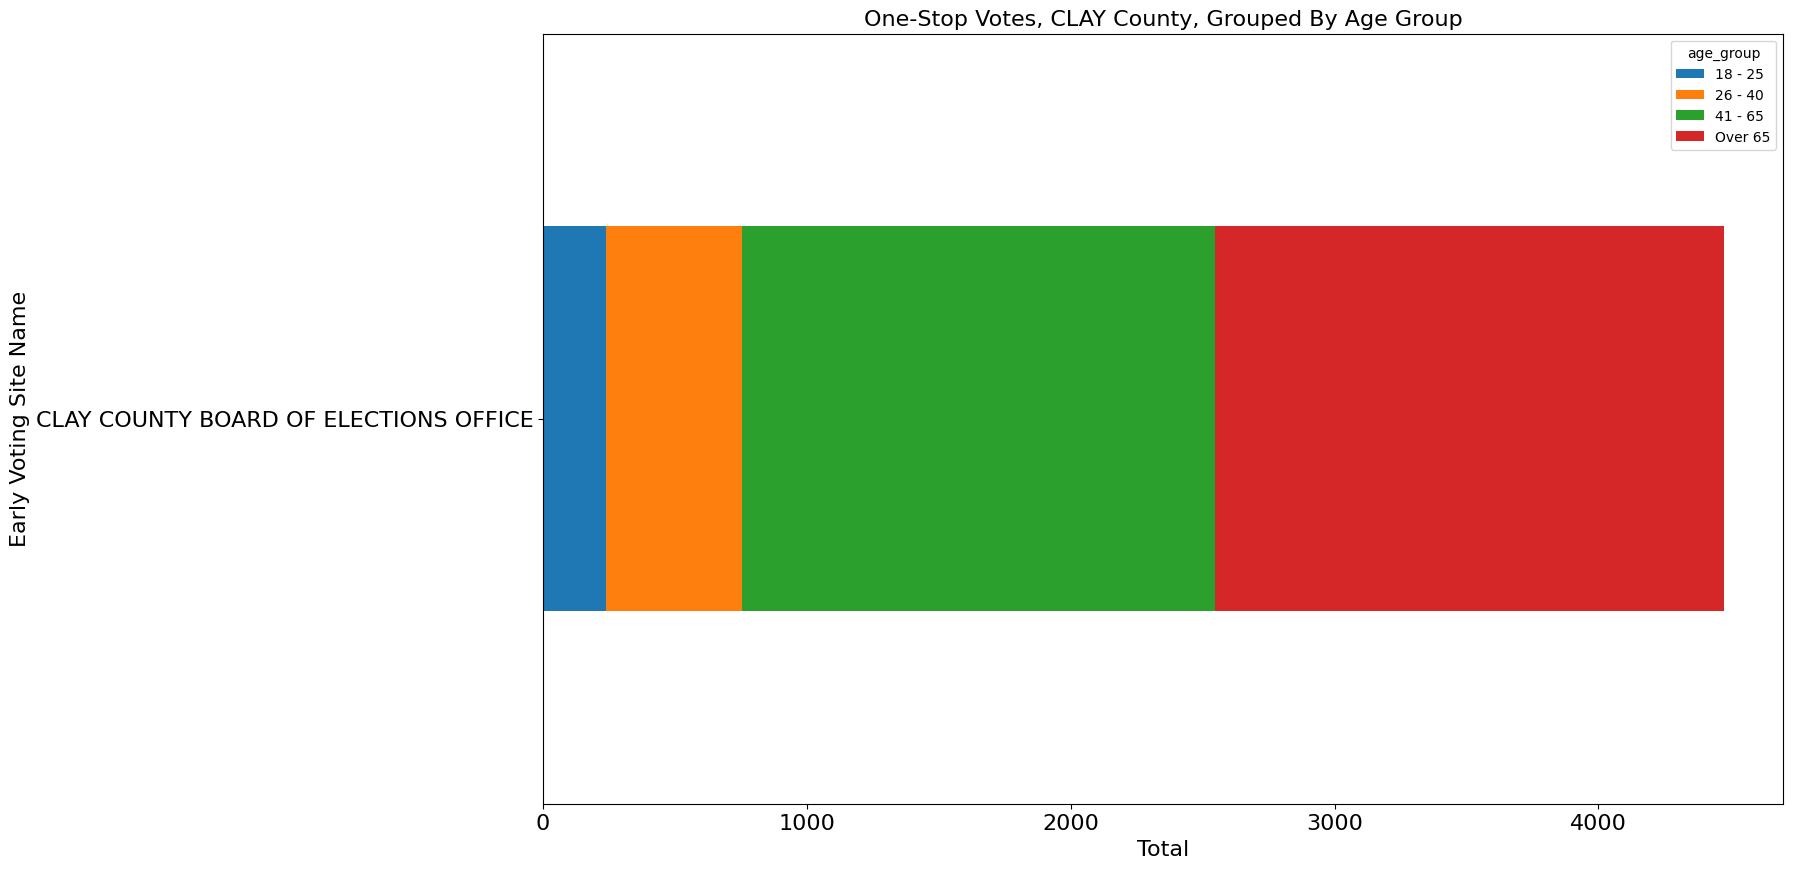 One-Stop Votes, CLAY County, Grouped By Age Group
age_group
18 - 25
26 - 40
41 - 65
Over 65
Early Voting Site Name
CLAY COUNTY BOARD OF ELECTIONS OFFICE
0 1000 2000 3000 4000
Total